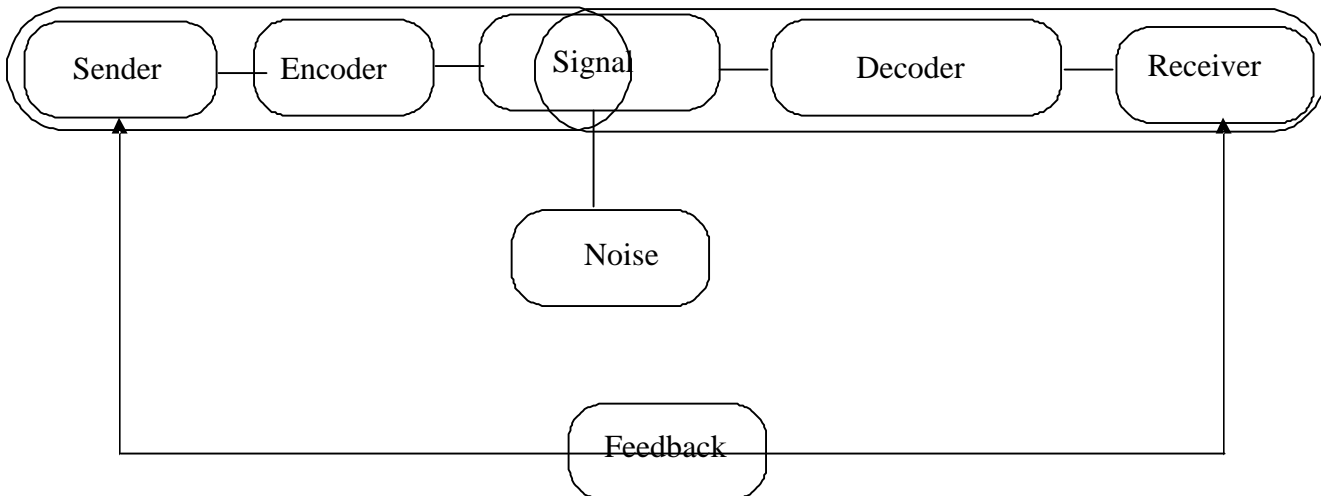 Sender
Encoder
Signal
Decoder
Receiver
Noise
Feedback